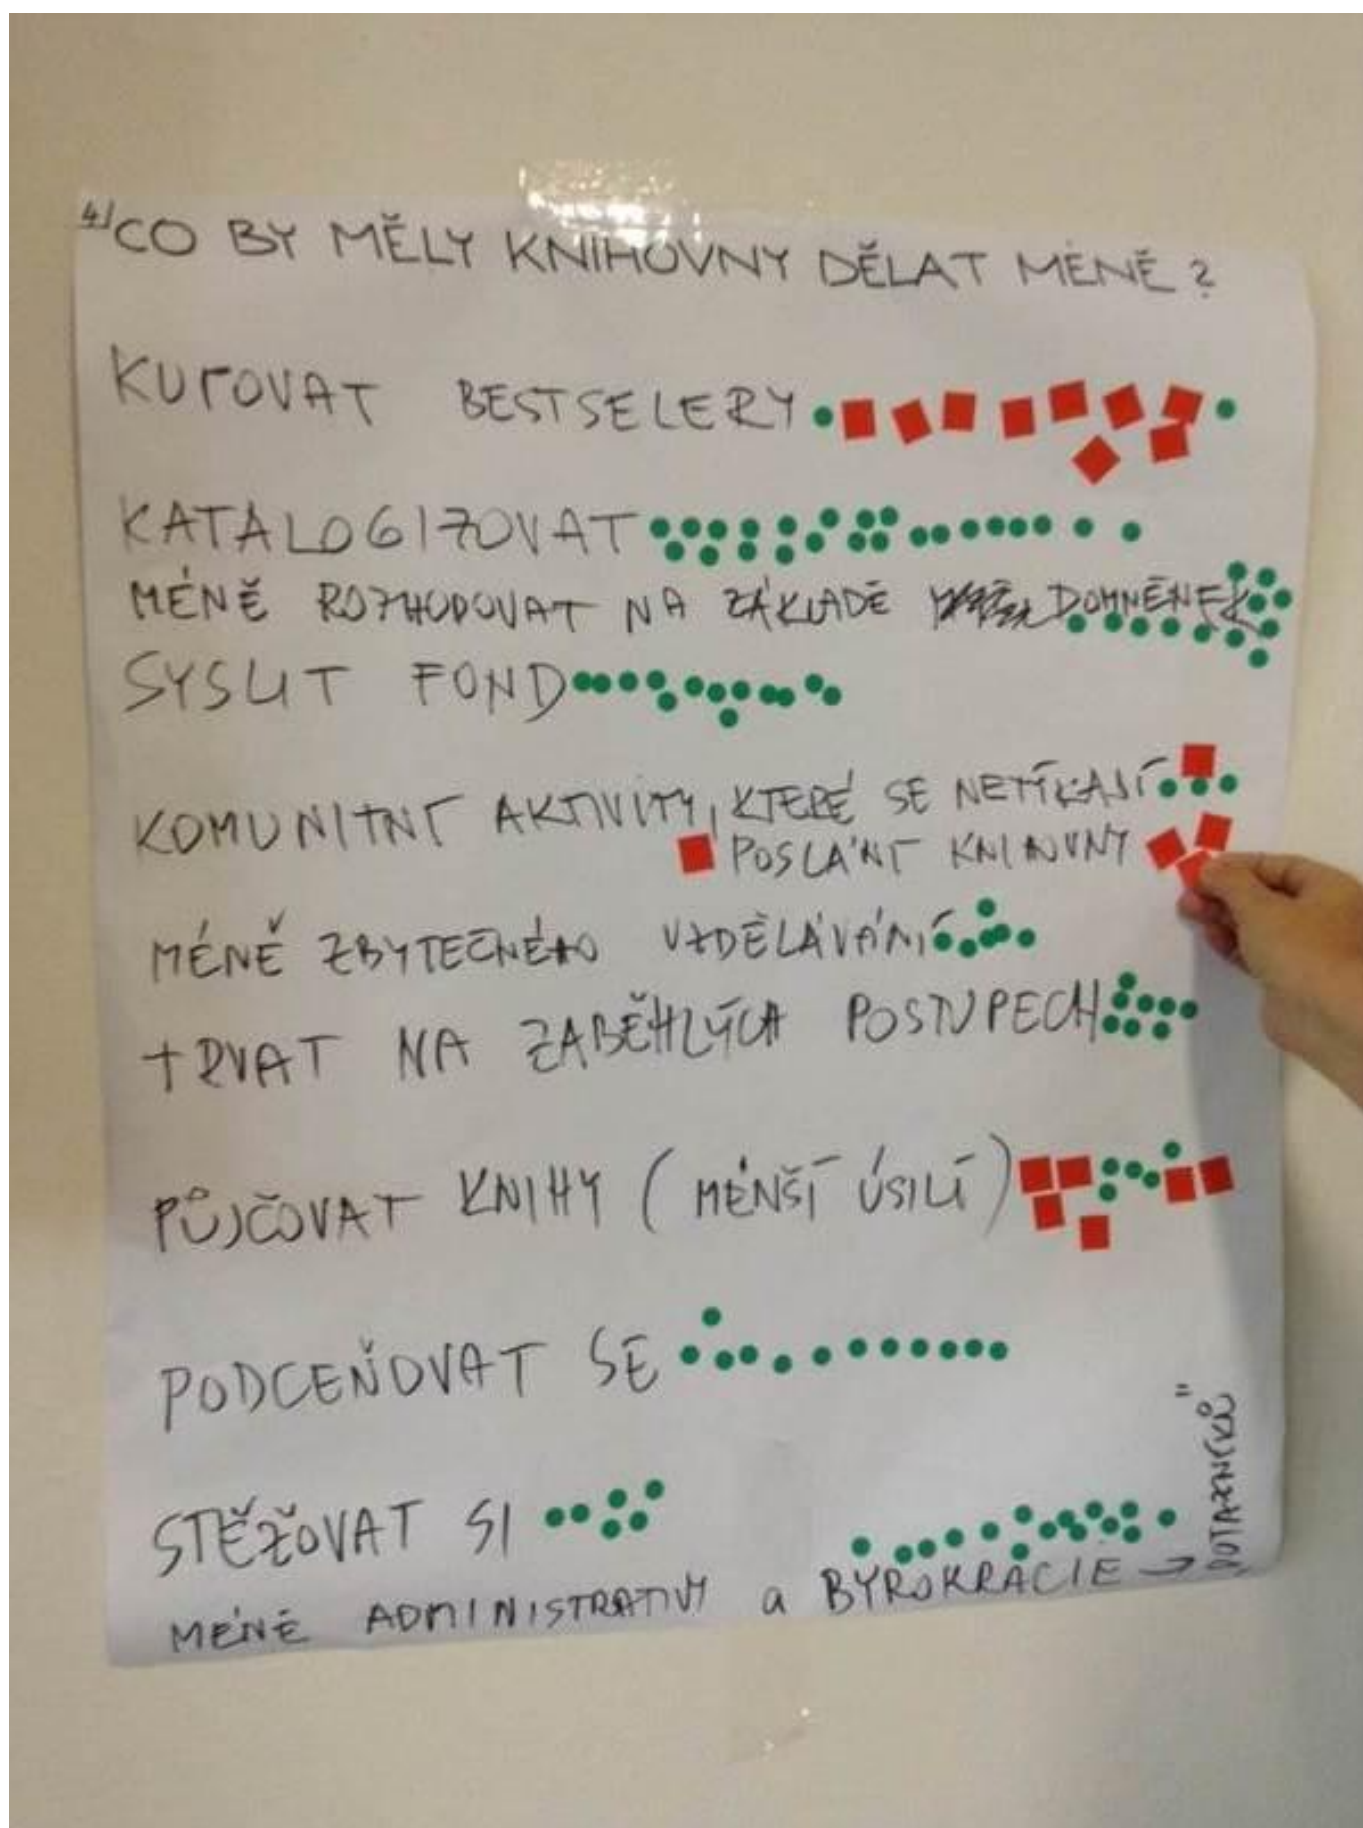 4) CO BY MĚLY KNIHOVNY DĚLAT MÉNĚ?
KUPOVAT BESTSELERY
KATALOGIZOVAT
MÉNĚ ROZHODOVAT NA ZÁKLADĚ DOMNĚNEK
SYSLIT FOND
KOMUNITNÍ AKTIVITY, KTERÉ SE NETÝKAJÍ
POSLÁNÍ KNIHOVNY
MÉNĚ ZBYTEČNÉHO VZDĚLÁVÁNÍ
TRVAT NA ZABĚHLÝCH POSTUPECH
PŮJČOVAT KNIHY (MÉNŠÍ ÚSILÍ)
PODCEŇOVAT SE
STĚŽOVAT SI
MÉNĚ ADMINISTRATIVY a BYROKRACIE →
"DOTAZNÍKŮ"